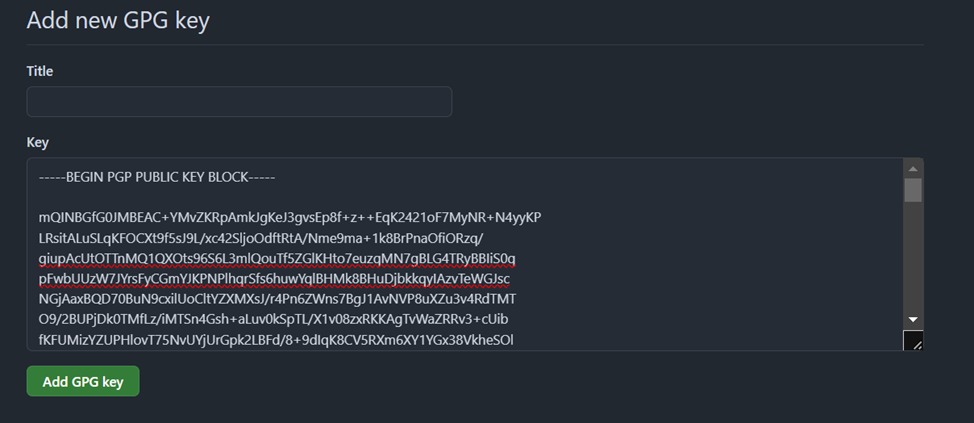 Add new GPG key
Title
Key
-----BEGIN PGP PUBLIC KEY BLOCK-----
mQINBGfG0JMBEAC+YMvZKRpAmkJgKeJ3gvsEp8f+z++EqK2421oF7MyNR+N4yyKP
LRsitALuSLqKFOCXt9f5sJ9L/xc42SljoOdftRtA/Nme9ma+1k8BrPnaOfiORzq/
giupAcUtOTTnMQ1QXOts96S6L3mlQouTf5ZGlKHto7euzqMN7gBLG4TRyBBIiS0q
pFwbUUzW7JYrsFyCGmYJKPNPlhqrSfs6huwYqlBHMk8BHuDjbkkqyIAzvTeWGJsc
NGjAaxBQD70BuN9cxilUoCltYZXMXsJ/r4Pn6ZWns7BgJ1AvNVP8uXZu3v4RdTMT
O9/2BUPjDk0TMfLz/iMTSn4Gsh+aLuv0kSpTL/X1v08zxRKKAgTvWaZRRv3+cUib
fKFUMizYZUPHlovT75NvUYjUrGpk2LBFd/8+9dIqK8CV5RXm6XY1YGx38VkheSOl
Add GPG key